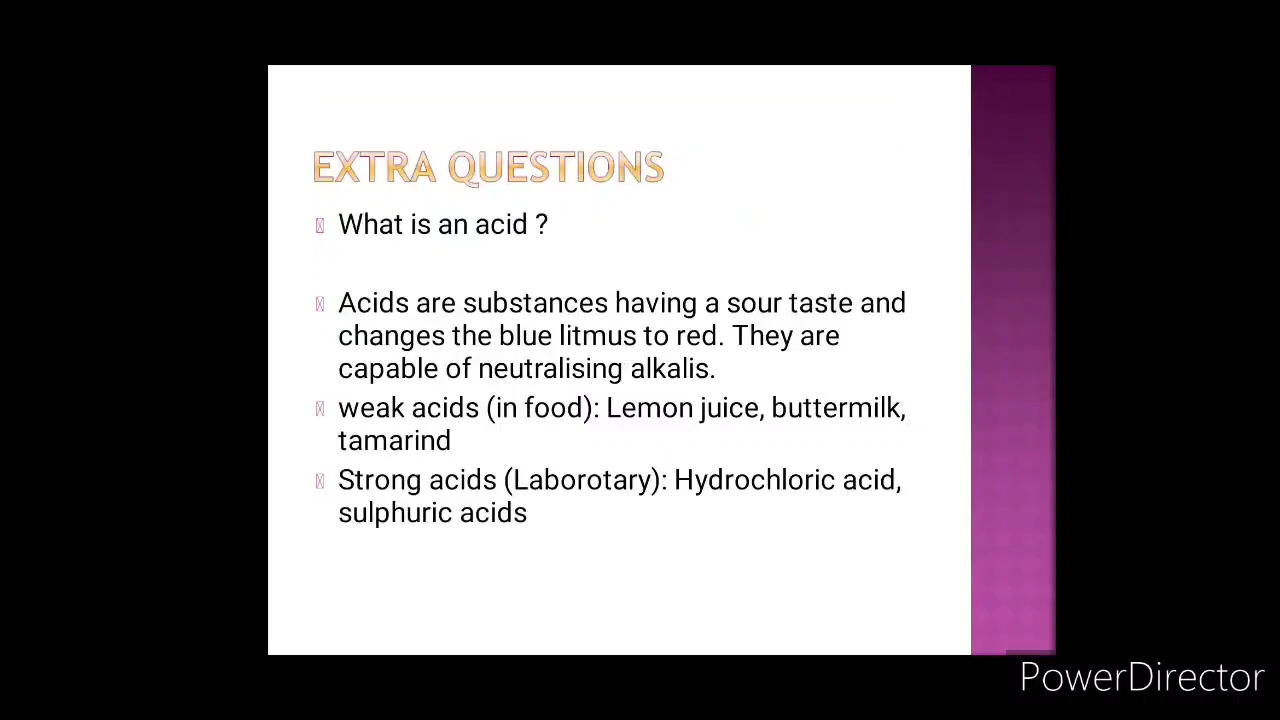 EXTRA QUESTIONS
What is an acid ?
Acids are substances having a sour taste and
changes the blue litmus to red. They are
capable of neutralising alkalis.
weak acids (in food): Lemon juice, buttermilk,
tamarind
Strong acids (Laborotary): Hydrochloric acid,
sulphuric acids
PowerDirector